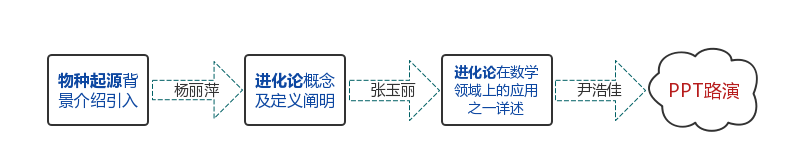 物种起源背
景介绍引入
杨丽萍
进化论概念
及定义阐明
张玉丽
进化论在数学
领域上的应用
之一详述
尹浩佳
PPT路演